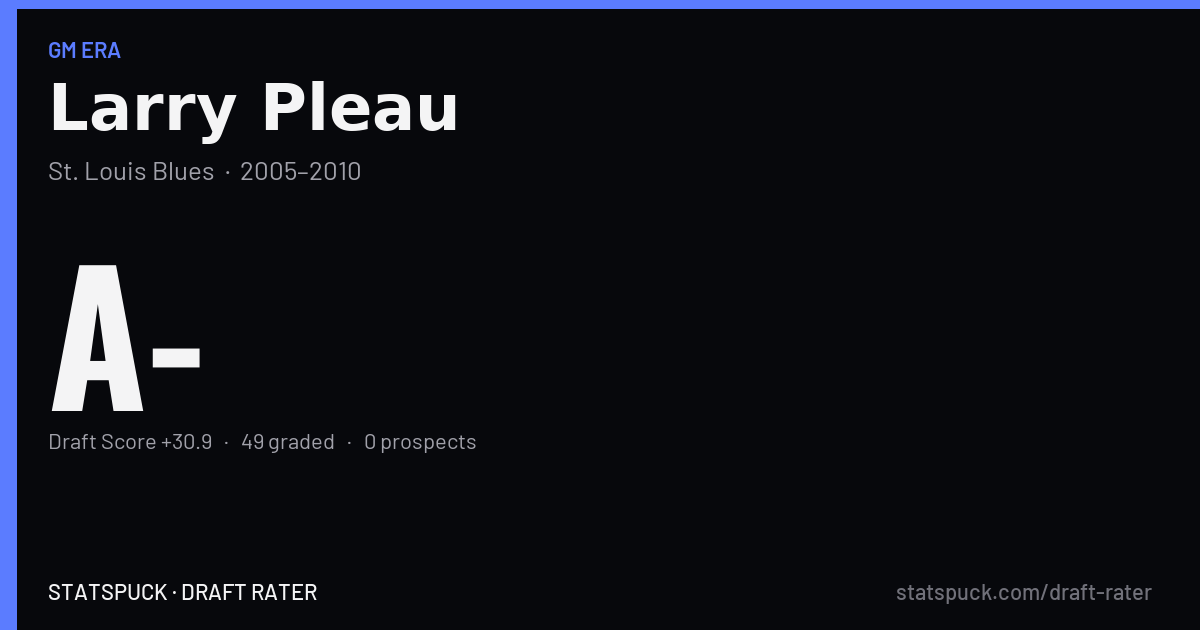 GM ERA
Larry Pleau
St. Louis Blues · 2005–2010
A-
Draft Score +30.9 · 49 graded · 0 prospects
STATSPUCK · DRAFT RATER
statspuck.com/draft-rater